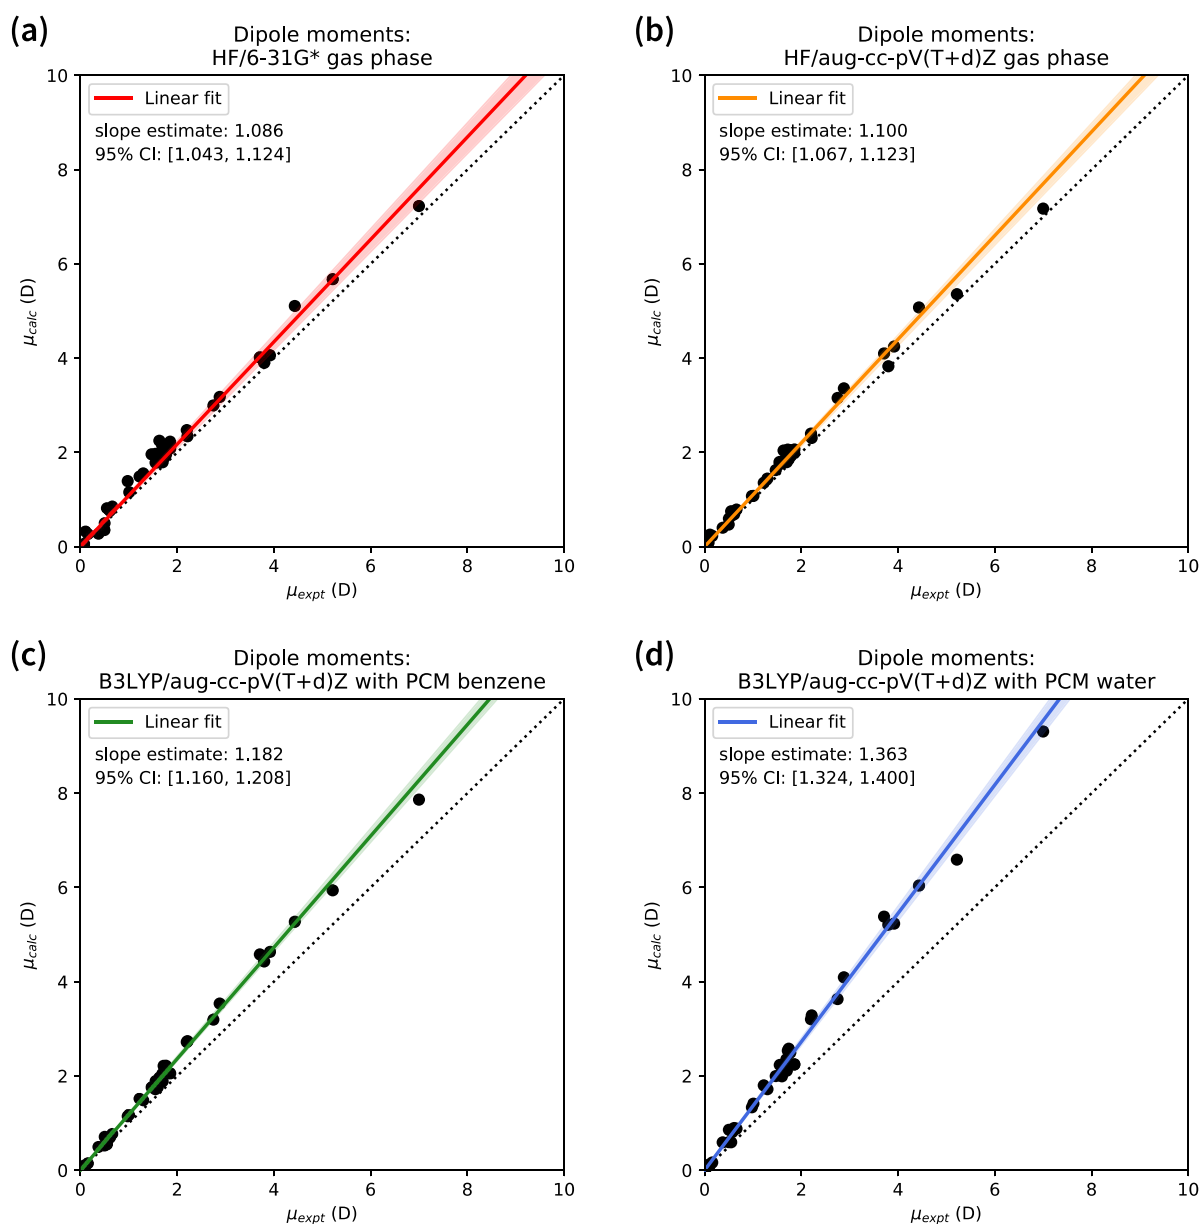 (a)
Dipole moments:
HF/6-31G* gas phase
Linear fit
slope estimate: 1.086
95% CI: [1.043, 1.124]
10
8
6
4
2
0
μcalc (D)
0 2 4 6 8 10
μexpt (D)
(b)
Dipole moments:
HF/aug-cc-pV(T+d)Z gas phase
Linear fit
slope estimate: 1.100
95% CI: [1.067, 1.123]
10
8
6
4
2
0
μcalc (D)
0 2 4 6 8 10
μexpt (D)
(c)
Dipole moments:
B3LYP/aug-cc-pV(T+d)Z with PCM benzene
Linear fit
slope estimate: 1.182
95% CI: [1.160, 1.208]
10
8
6
4
2
0
μcalc (D)
0 2 4 6 8 10
μexpt (D)
(d)
Dipole moments:
B3LYP/aug-cc-pV(T+d)Z with PCM water
Linear fit
slope estimate: 1.363
95% CI: [1.324, 1.400]
10
8
6
4
2
0
μcalc (D)
0 2 4 6 8 10
μexpt (D)